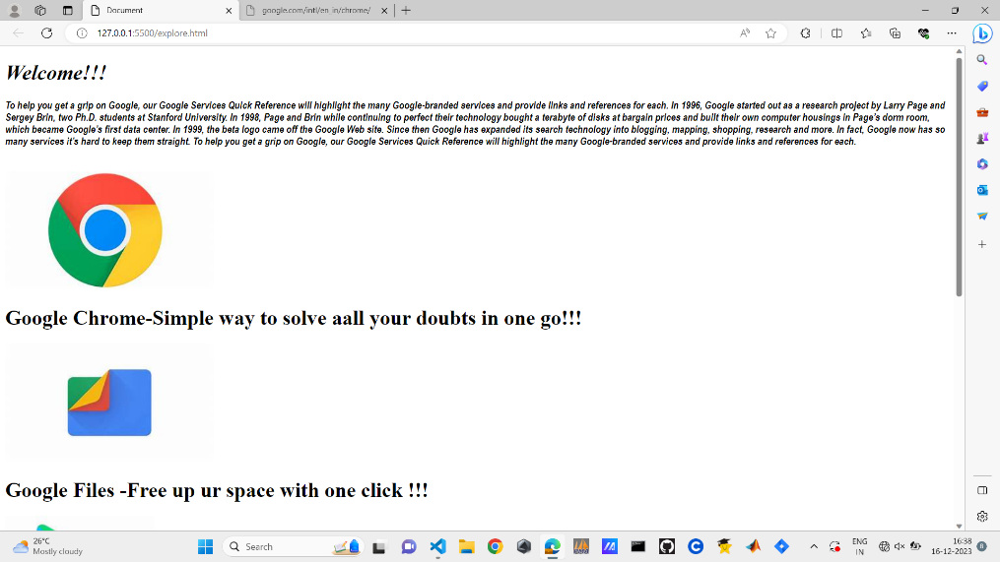 Document
google.com/intl/en_in/chrome/
127.0.0.1:5500/explore.html
Welcome!!!
To help you get a grip on Google, our Google Services Quick Reference will highlight the many Google-branded services and provide links and references for each. In 1996, Google started out as a research project by Larry Page and
Sergey Brin, two Ph.D. students at Stanford University. In 1998, Page and Brin while continuing to perfect their technology bought a terabyte of disks at bargain prices and built their own computer housings in Page's dorm room,
which became Google's first data center. In 1999, the beta logo came off the Google Web site. Since then Google has expanded its search technology into blogging, mapping, shopping, research and more. In fact, Google now has so
many services it's hard to keep them straight. To help you get a grip on Google, our Google Services Quick Reference will highlight the many Google-branded services and provide links and references for each.
Google Chrome-Simple way to solve aall your doubts in one go!!!
Google Files -Free up ur space with one click !!!
26°C
Mostly cloudy
Search
ENG
IN
16:38
16-12-2023
8